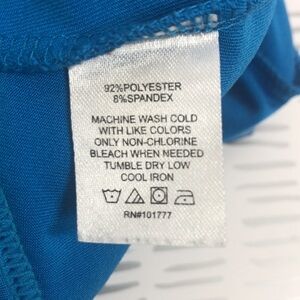 92%POLYESTER
8%SPANDEX
MACHINE WASH COLD
WITH LIKE COLORS
ONLY NON-CHLORINE
BLEACH WHEN NEEDED
TUMBLE DRY LOW
COOL IRON
RN#101777